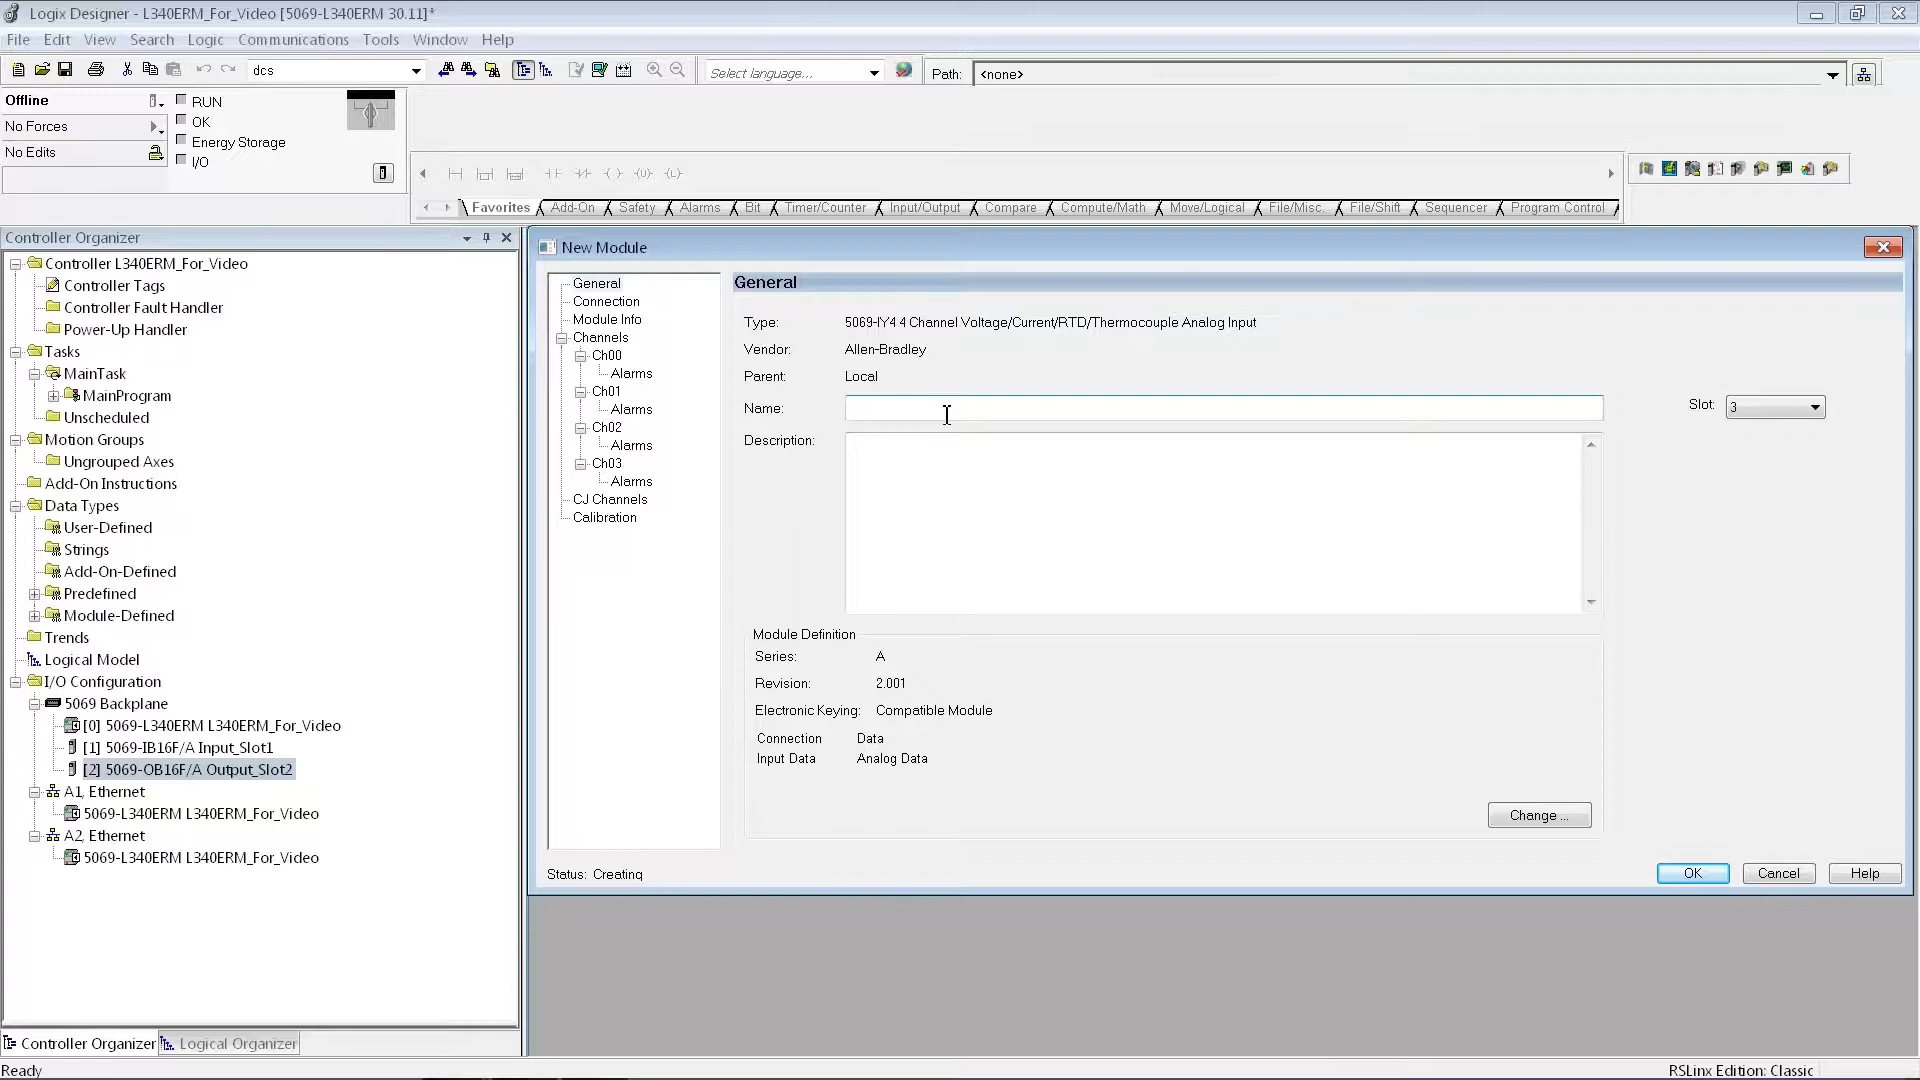 Logix Designer - L340ERM_For_Video [5069-L340ERM 30.11]*
File Edit View Search Logic Communications Tools Window Help
dcs
Select language...
Path: <none>
Offline
RUN
No Forces
OK
No Edits
Energy Storage
I/O
Favorites Add-On Safety Alarms Bit Timer/Counter Input/Output Compare Compute/Math Move/Logical File/Misc. File/Shift Sequencer Program Control
Controller Organizer
Controller L340ERM_For_Video
Controller Tags
Controller Fault Handler
Power-Up Handler
Tasks
MainTask
MainProgram
Unscheduled
Motion Groups
Ungrouped Axes
Add-On Instructions
Data Types
User-Defined
Strings
Add-On-Defined
Predefined
Module-Defined
Trends
Logical Model
I/O Configuration
5069 Backplane
[0] 5069-L340ERM L340ERM_For_Video
[1] 5069-IB16F/A Input_Slot1
[2] 5069-OB16F/A Output_Slot2
A1, Ethernet
5069-L340ERM L340ERM_For_Video
A2, Ethernet
5069-L340ERM L340ERM_For_Video
Controller Organizer Logical Organizer
New Module
General
Connection
Module Info
Channels
Ch00
Alarms
Ch01
Alarms
Ch02
Alarms
Ch03
Alarms
CJ Channels
Calibration
General
Type: 5069-IY4 4 Channel Voltage/Current/RTD/Thermocouple Analog Input
Vendor: Allen-Bradley
Parent: Local
Name:
Slot: 3
Description:
Module Definition
Series: A
Revision: 2.001
Electronic Keying: Compatible Module
Connection Data
Input Data Analog Data
Change ...
Status: Creating
OK Cancel Help
Ready
RSLinx Edition: Classic